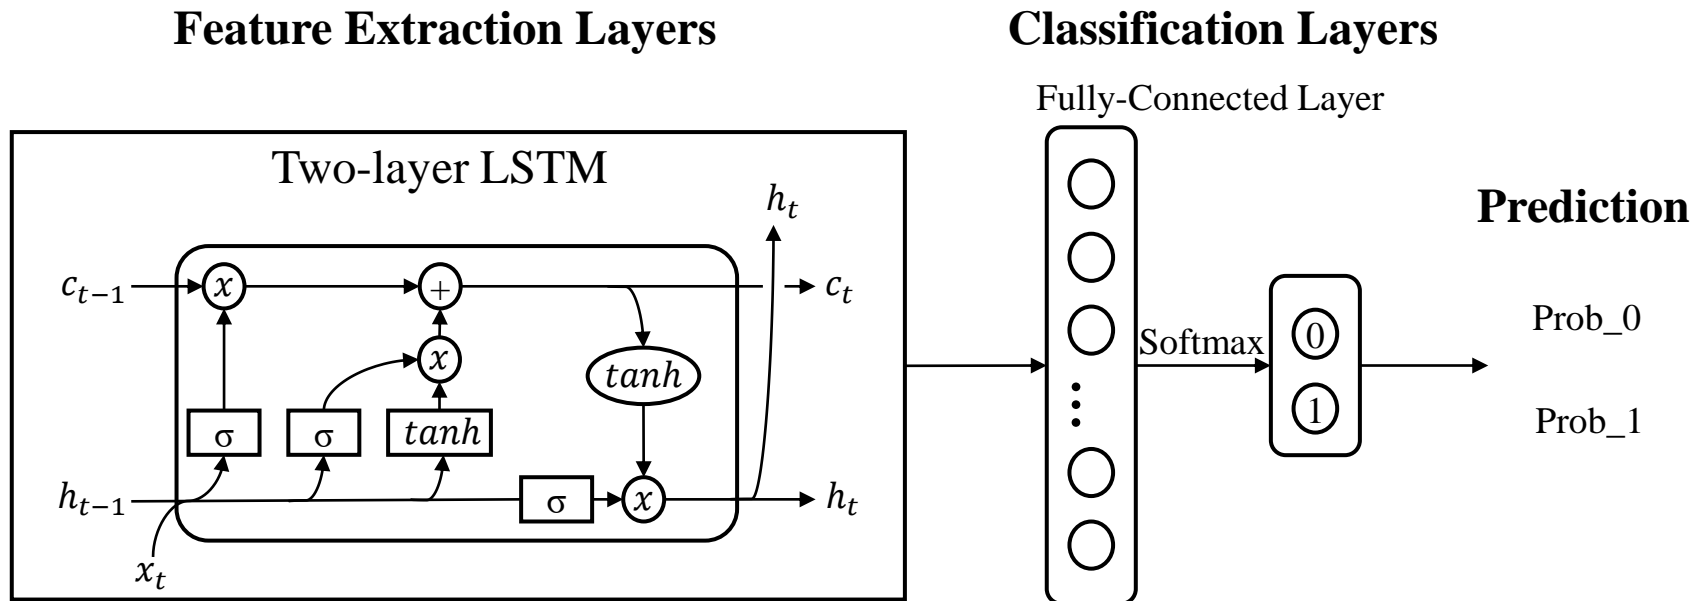 Feature Extraction Layers
Classification Layers
Fully-Connected Layer
Two-layer LSTM
h_t
Prediction
c_{t-1}
x
+
c_t
Prob_0
x
tanh
Softmax
0
1
σ
σ
tanh
Prob_1
h_{t-1}
σ
x
h_t
x_t